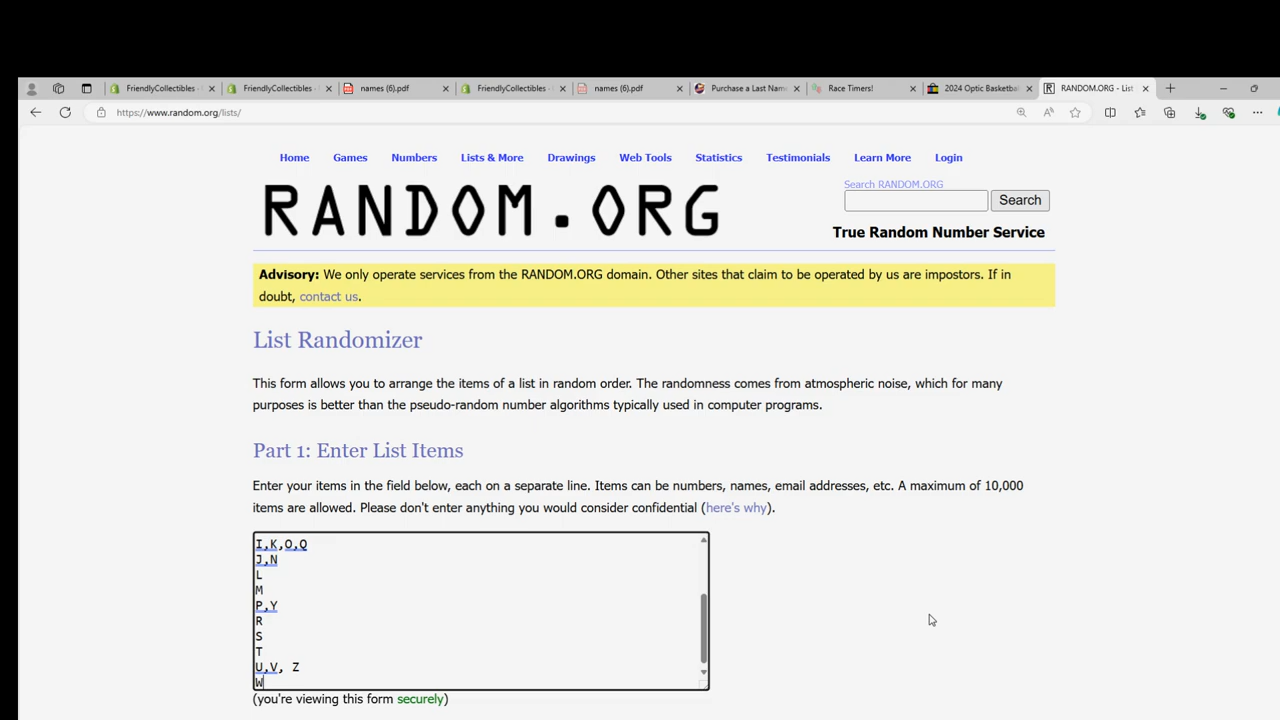 FriendlyCollectibles - FriendlyCollectibles - names (6).pdf FriendlyCollectibles - names (6).pdf Purchase a Last Name Race Timers! 2024 Optic Basketba RANDOM.ORG - List
https://www.random.org/lists/
Home Games Numbers Lists & More Drawings Web Tools Statistics Testimonials Learn More Login
Search RANDOM.ORG
RANDOM.ORG
Search
True Random Number Service
Advisory: We only operate services from the RANDOM.ORG domain. Other sites that claim to be operated by us are impostors. If in
doubt, contact us.
List Randomizer
This form allows you to arrange the items of a list in random order. The randomness comes from atmospheric noise, which for many
purposes is better than the pseudo-random number algorithms typically used in computer programs.
Part 1: Enter List Items
Enter your items in the field below, each on a separate line. Items can be numbers, names, email addresses, etc. A maximum of 10,000
items are allowed. Please don't enter anything you would consider confidential (here's why).
I,K,O,Q
J,N
L
M
P,Y
R
S
T
U,V, Z
W
(you're viewing this form securely)